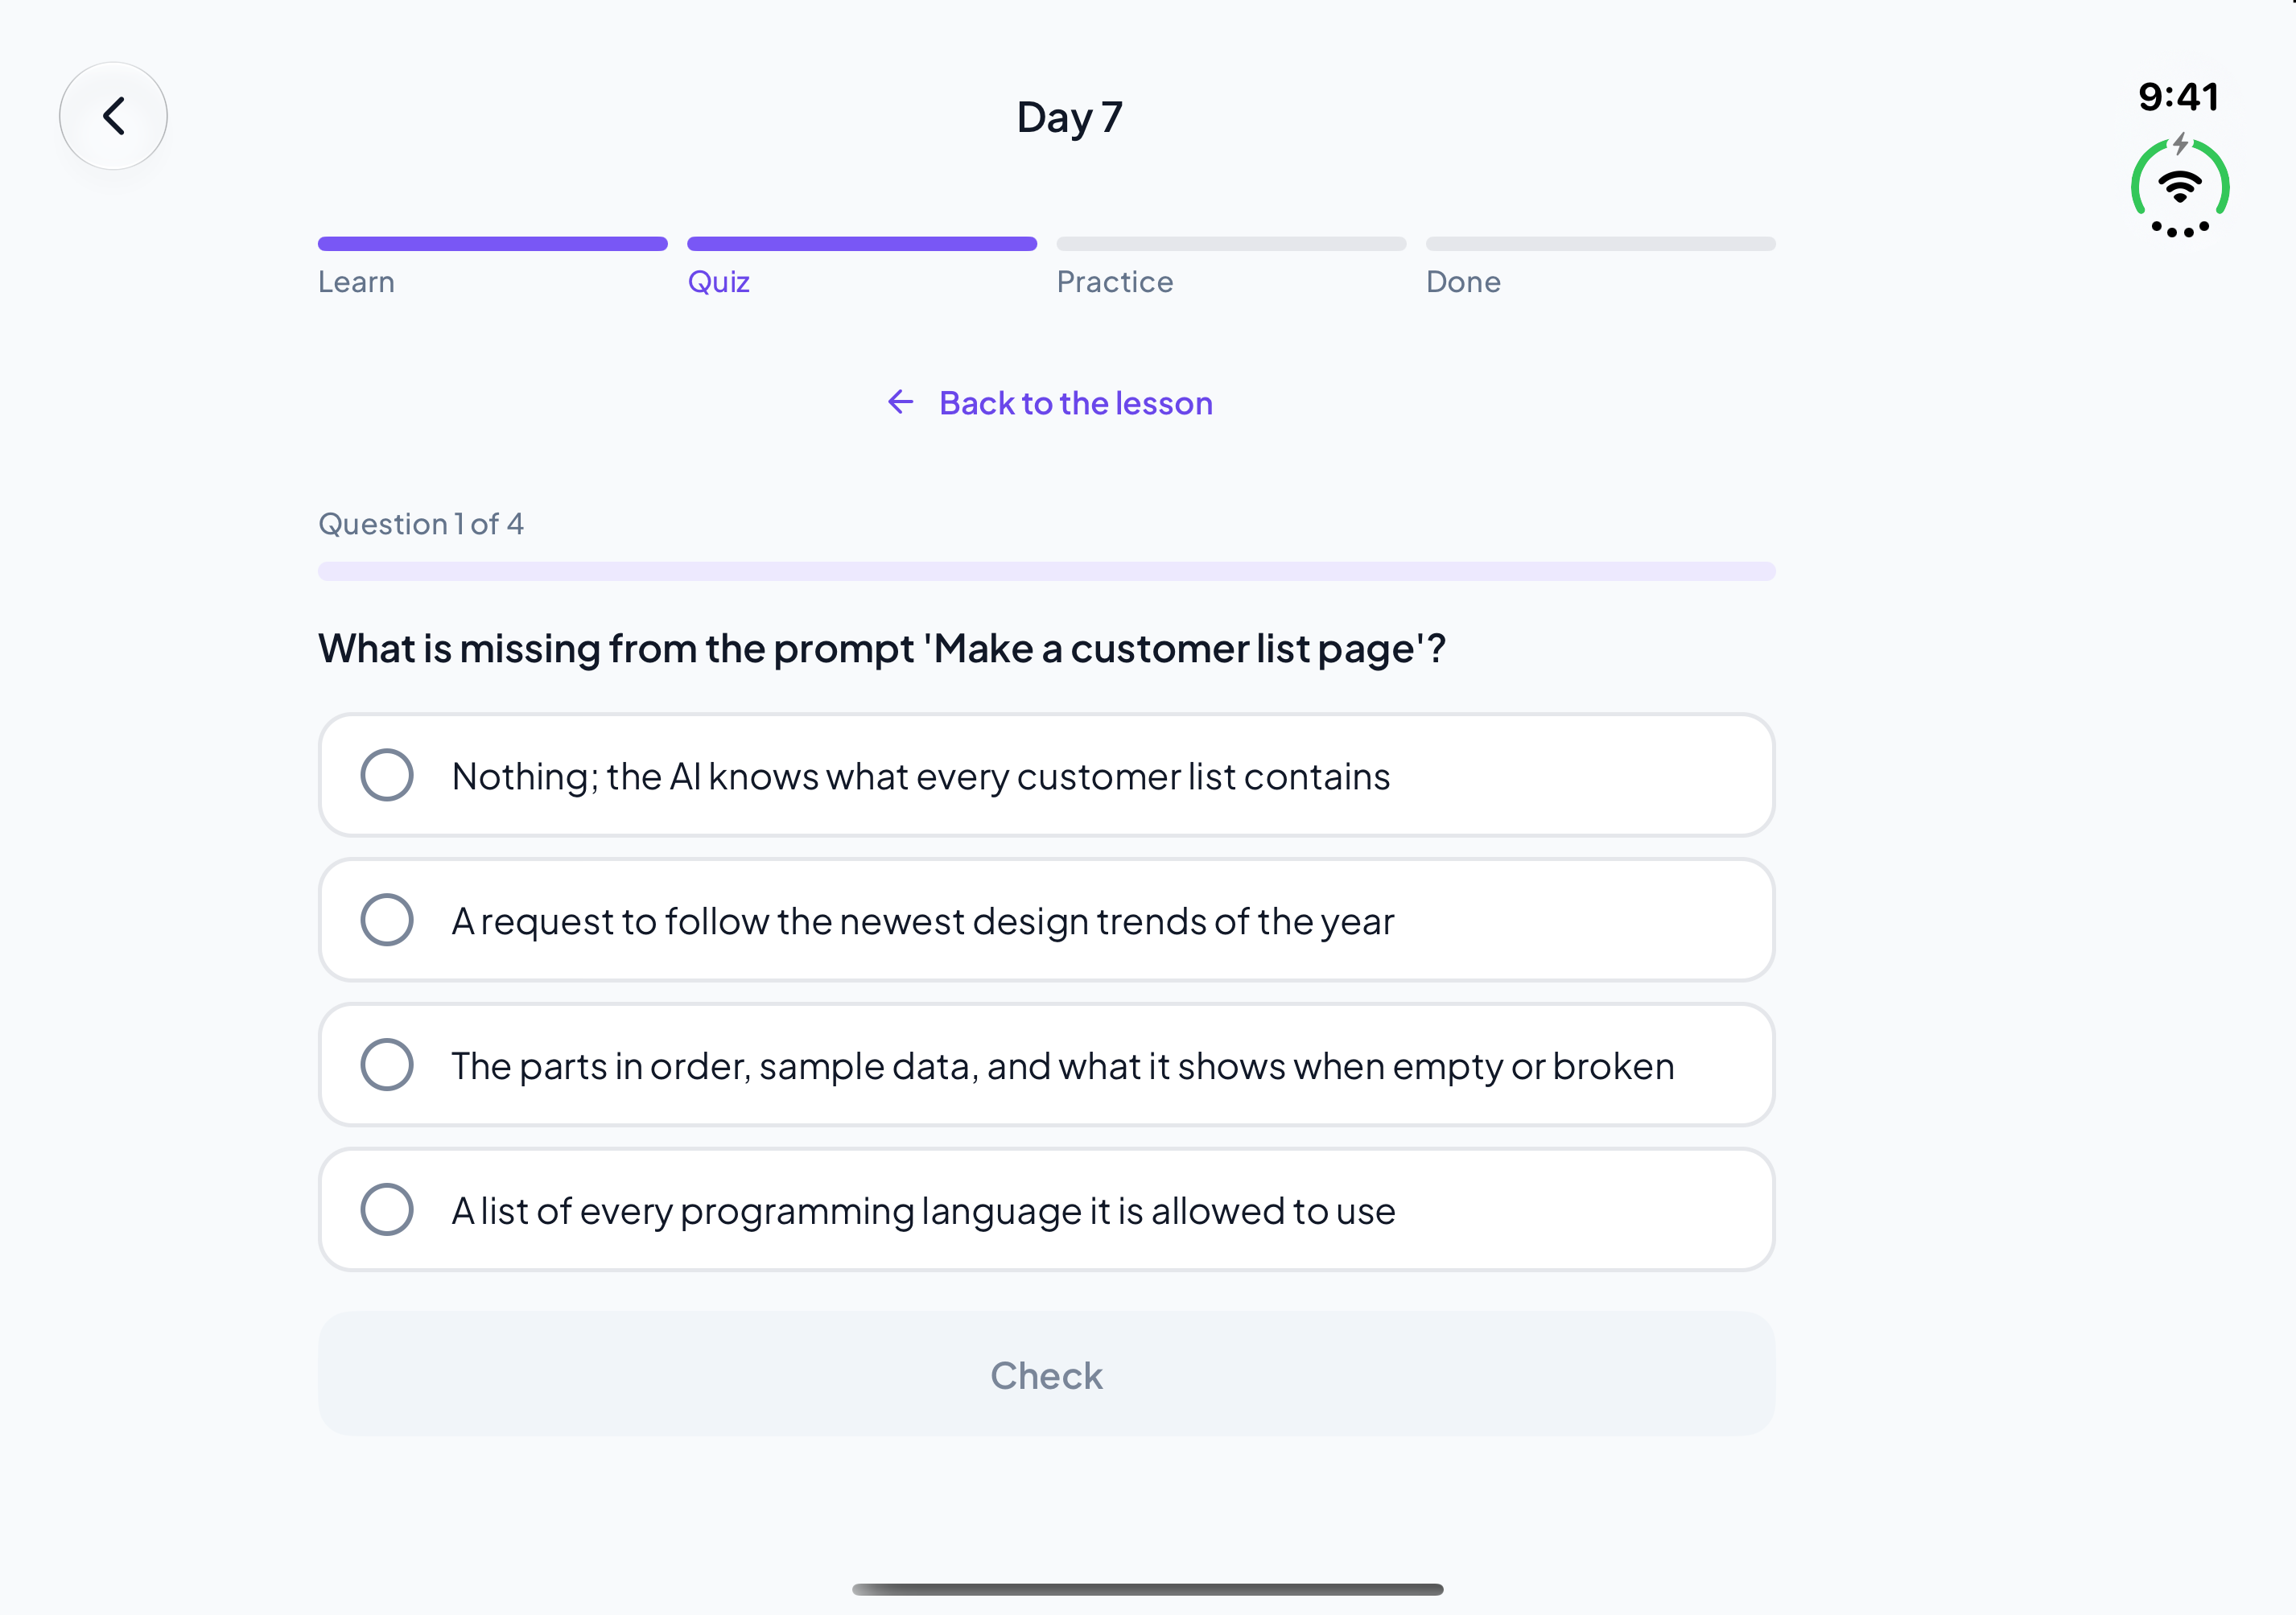 Day 7
9:41
Learn
Quiz
Practice
Done
Back to the lesson
Question 1 of 4
What is missing from the prompt 'Make a customer list page'?
Nothing; the AI knows what every customer list contains
A request to follow the newest design trends of the year
The parts in order, sample data, and what it shows when empty or broken
A list of every programming language it is allowed to use
Check